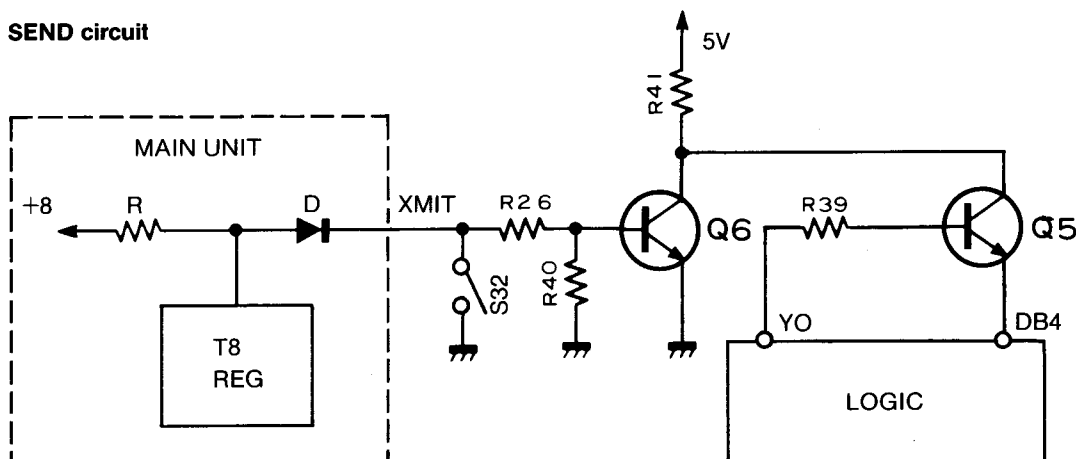 SEND circuit
5V
R41
MAIN UNIT
+8
R
D
XMIT
R26
Q6
R39
Q5
R40
S32
YO
DB4
T8
REG
LOGIC